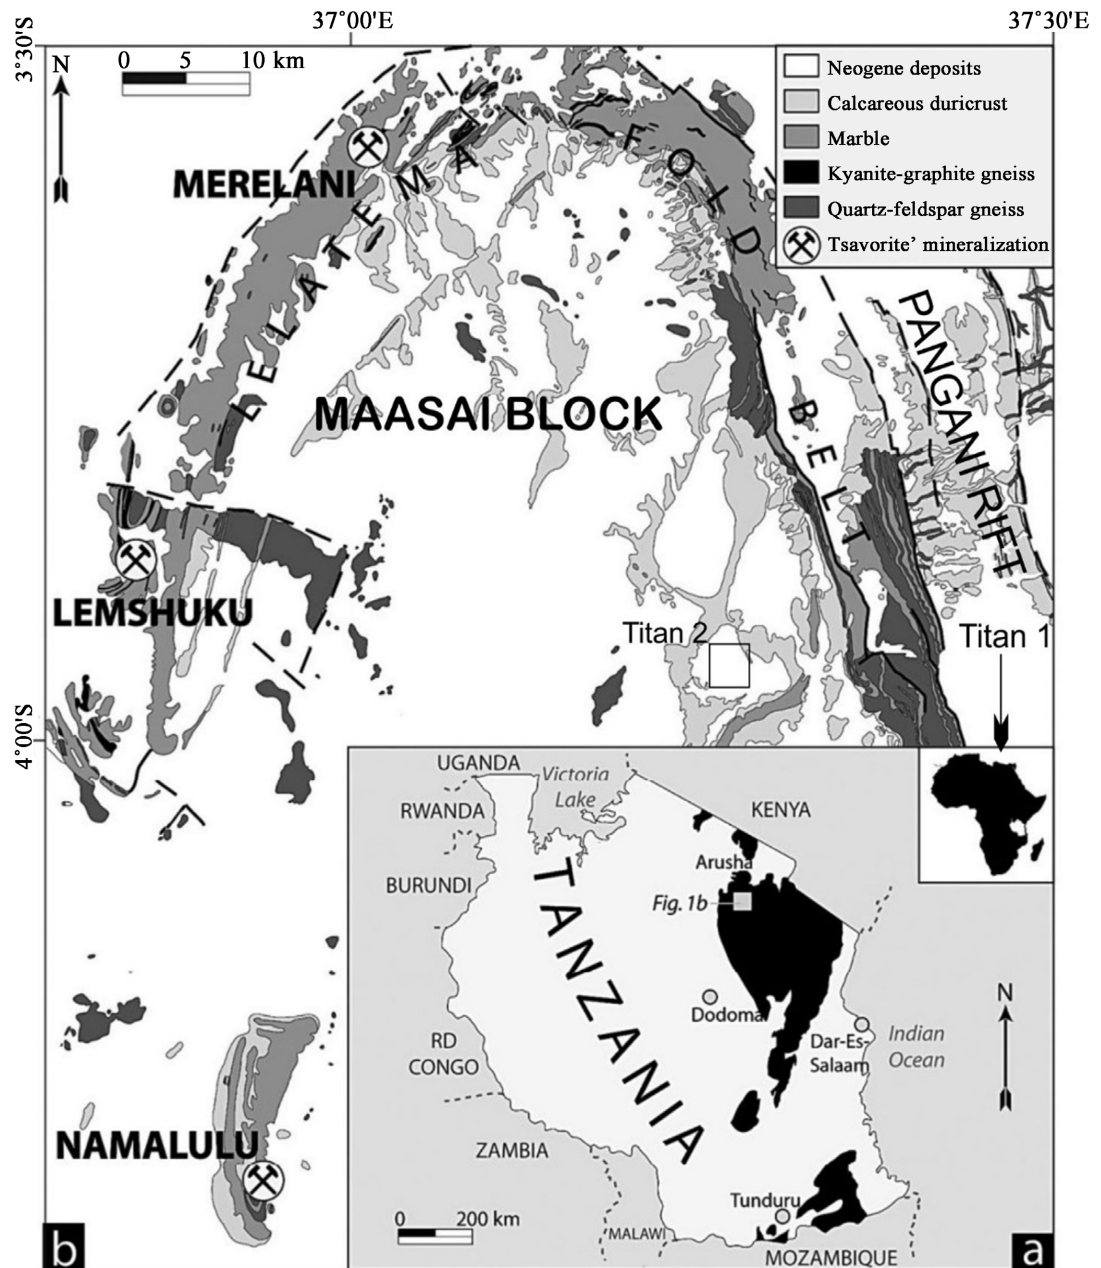 37°00'E
37°30'E
3°30'S
N
0 5 10 km
Neogene deposits
Calcareous duricrust
Marble
Kyanite-graphite gneiss
Quartz-feldspar gneiss
Tsavorite’ mineralization
MERELANI
LELATEMA FOLD BELT
PANGANI RIFT
MAASAI BLOCK
LEMSHUKU
Titan 2
Titan 1
4°00'S
UGANDA
Victoria
Lake
RWANDA
KENYA
BURUNDI
Arusha
Fig. 1b
TANZANIA
Dodoma
N
Dar-Es-
Salaam
Indian
Ocean
RD
CONGO
ZAMBIA
NAMALULU
Tunduru
0 200 km
MALAWI
MOZAMBIQUE
b
a